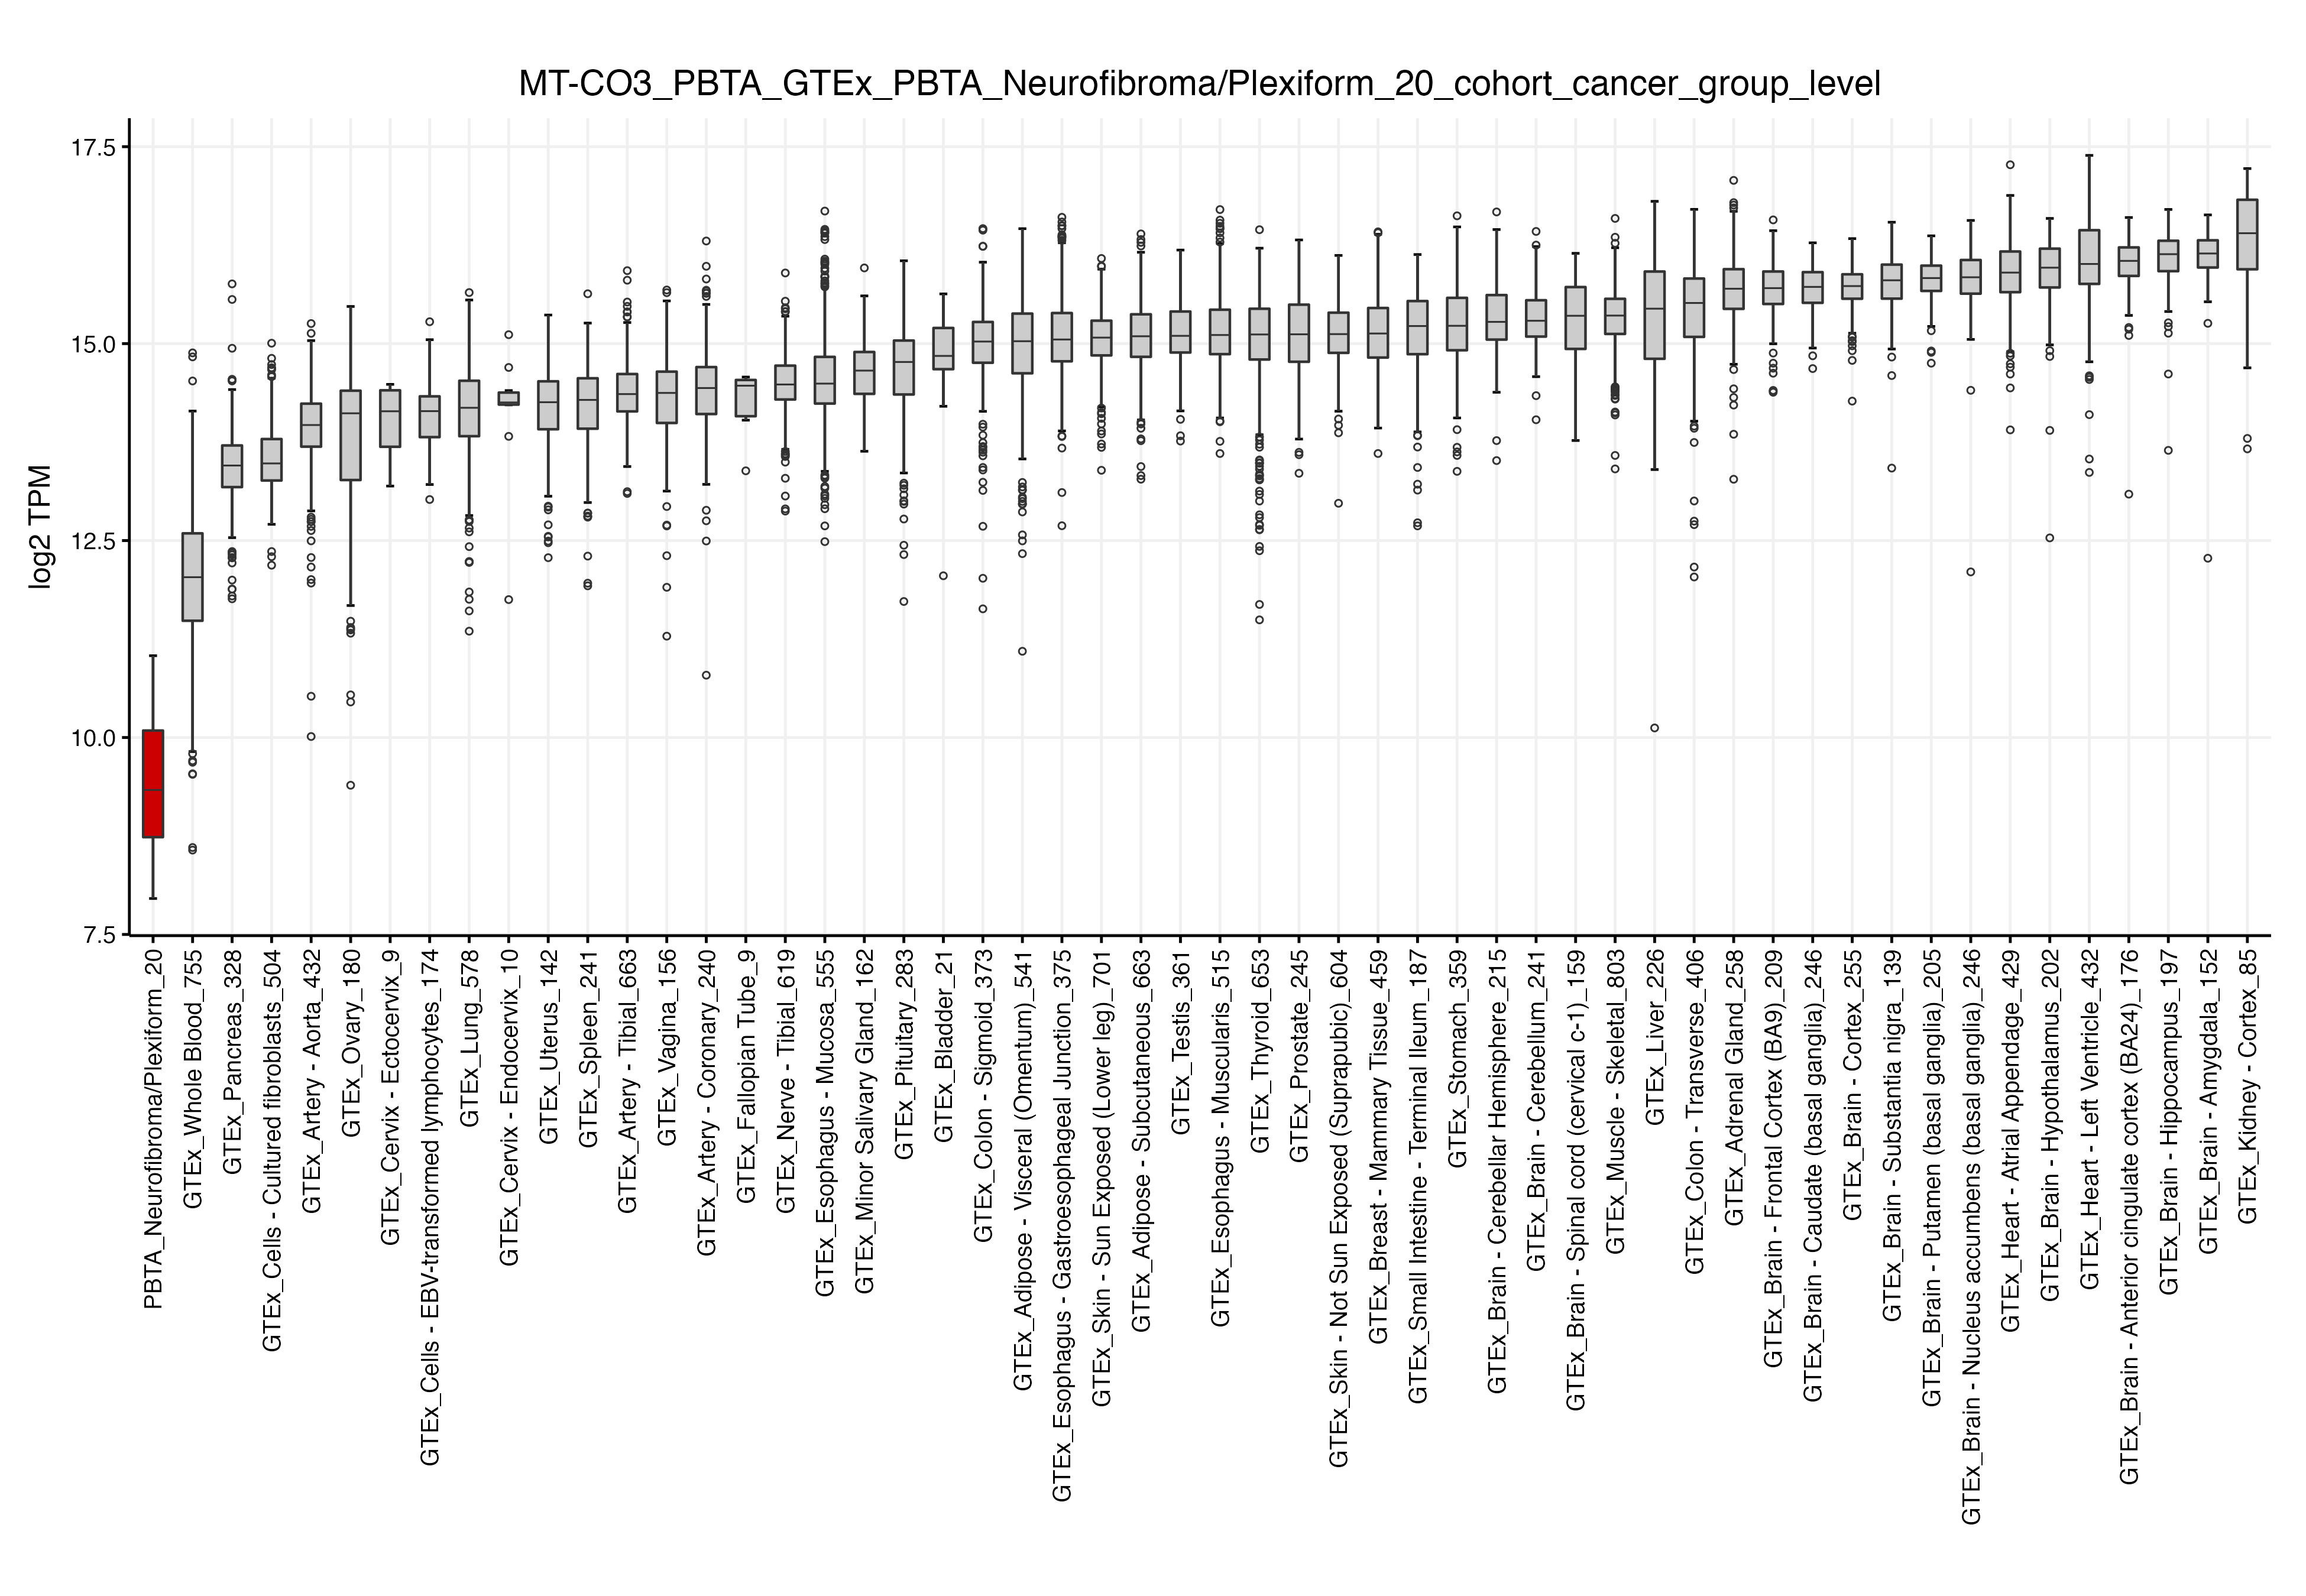 MT-CO3_PBTA_GTEx_PBTA_Neurofibroma/Plexiform_20_cohort_cancer_group_level
log2 TPM
17.5
15.0
12.5
10.0
7.5
PBTA_Neurofibroma/Plexiform_20
GTEx_Whole Blood_755
GTEx_Pancreas_328
GTEx_Cells - Cultured fibroblasts_504
GTEx_Artery - Aorta_432
GTEx_Ovary_180
GTEx_Cervix - Ectocervix_9
GTEx_Cells - EBV-transformed lymphocytes_174
GTEx_Lung_578
GTEx_Cervix - Endocervix_10
GTEx_Uterus_142
GTEx_Spleen_241
GTEx_Artery - Tibial_663
GTEx_Vagina_156
GTEx_Artery - Coronary_240
GTEx_Fallopian Tube_9
GTEx_Nerve - Tibial_619
GTEx_Esophagus - Mucosa_555
GTEx_Minor Salivary Gland_162
GTEx_Pituitary_283
GTEx_Bladder_21
GTEx_Colon - Sigmoid_373
GTEx_Adipose - Visceral (Omentum)_541
GTEx_Esophagus - Gastroesophageal Junction_375
GTEx_Skin - Sun Exposed (Lower leg)_701
GTEx_Adipose - Subcutaneous_663
GTEx_Testis_361
GTEx_Esophagus - Muscularis_515
GTEx_Thyroid_653
GTEx_Prostate_245
GTEx_Skin - Not Sun Exposed (Suprapubic)_604
GTEx_Breast - Mammary Tissue_459
GTEx_Small Intestine - Terminal Ileum_187
GTEx_Stomach_359
GTEx_Brain - Cerebellar Hemisphere_215
GTEx_Brain - Cerebellum_241
GTEx_Brain - Spinal cord (cervical c-1)_159
GTEx_Muscle - Skeletal_803
GTEx_Liver_226
GTEx_Colon - Transverse_406
GTEx_Adrenal Gland_258
GTEx_Brain - Frontal Cortex (BA9)_209
GTEx_Brain - Caudate (basal ganglia)_246
GTEx_Brain - Cortex_255
GTEx_Brain - Substantia nigra_139
GTEx_Brain - Putamen (basal ganglia)_205
GTEx_Brain - Nucleus accumbens (basal ganglia)_246
GTEx_Heart - Atrial Appendage_429
GTEx_Brain - Hypothalamus_202
GTEx_Heart - Left Ventricle_432
GTEx_Brain - Anterior cingulate cortex (BA24)_176
GTEx_Brain - Hippocampus_197
GTEx_Brain - Amygdala_152
GTEx_Kidney - Cortex_85